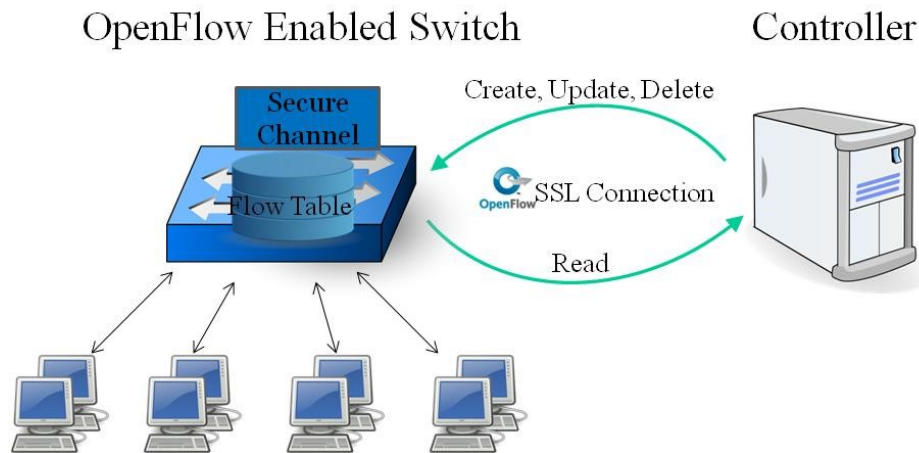 OpenFlow Enabled Switch
Controller
Secure
Channel
Create, Update, Delete
Flow Table
OpenFlow
SSL Connection
Read